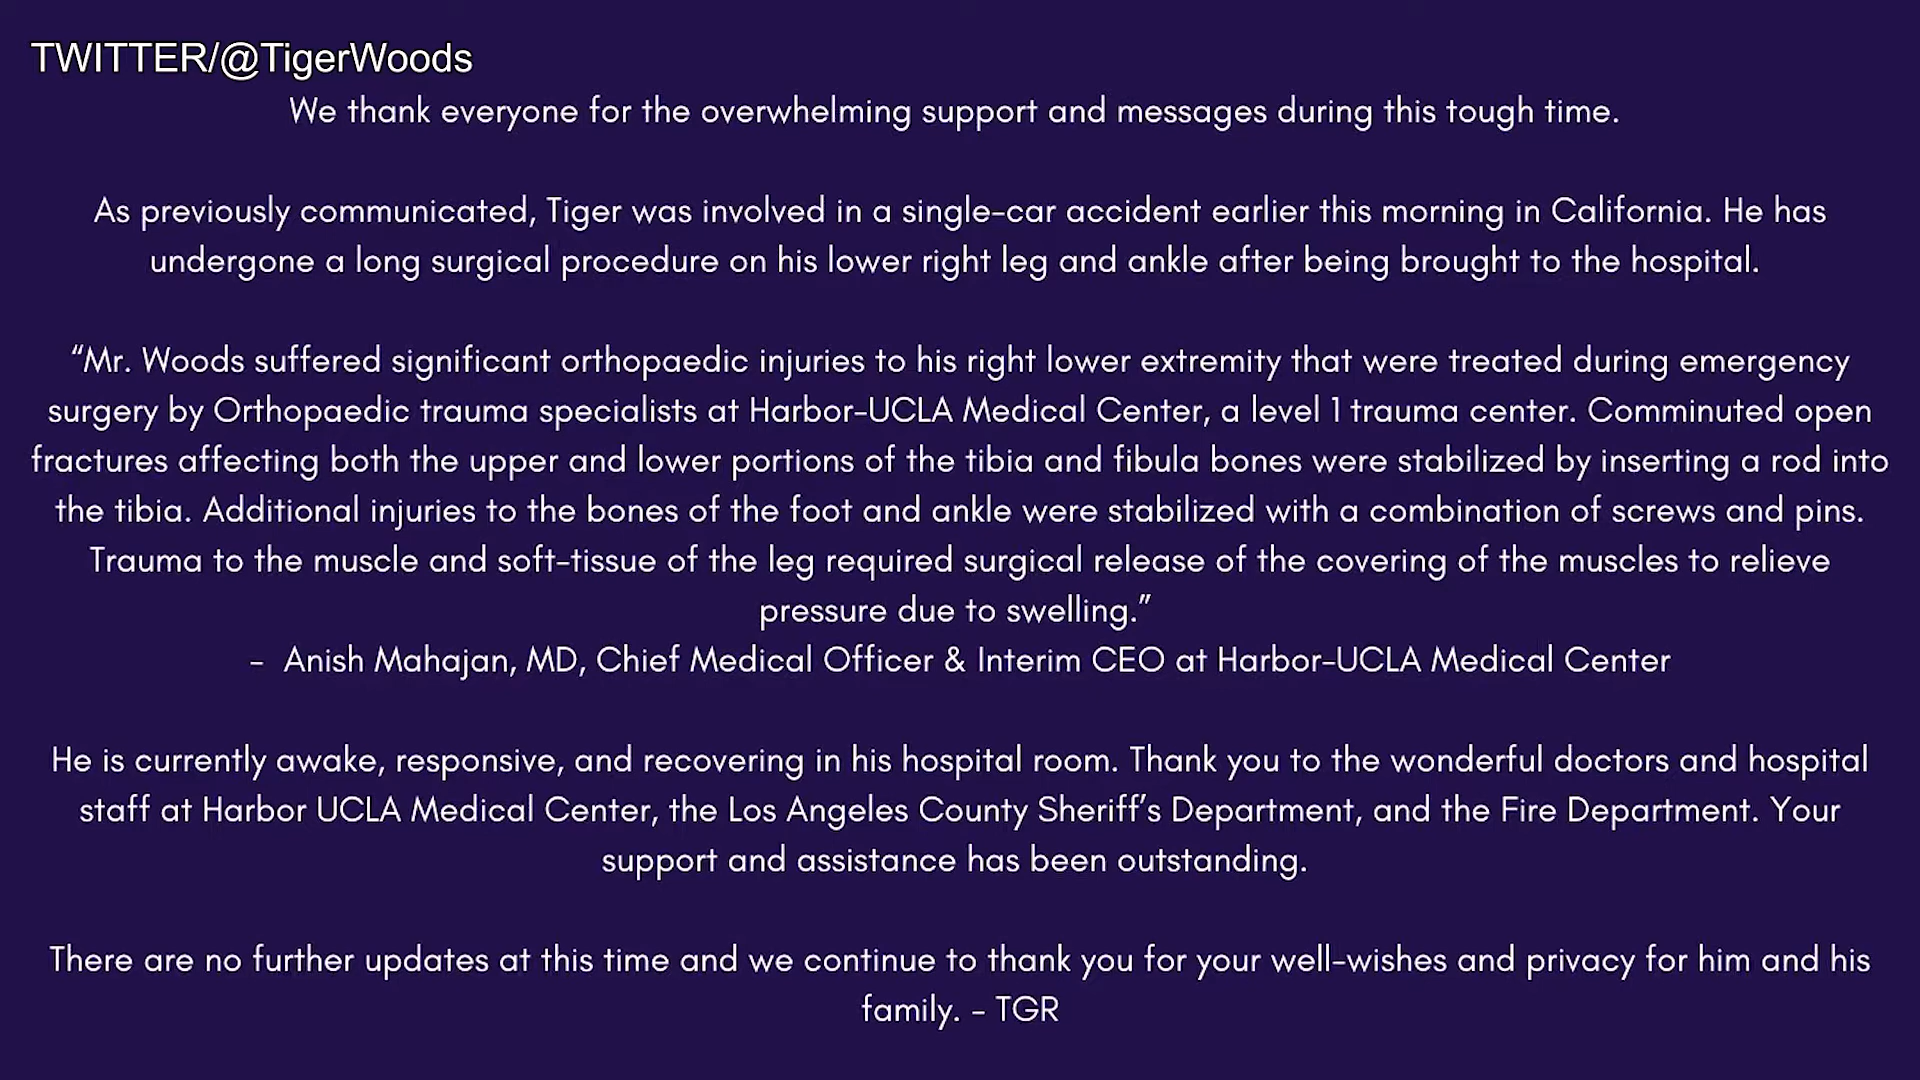 TWITTER/@TigerWoods
We thank everyone for the overwhelming support and messages during this tough time.
As previously communicated, Tiger was involved in a single-car accident earlier this morning in California. He has
undergone a long surgical procedure on his lower right leg and ankle after being brought to the hospital.
“Mr. Woods suffered significant orthopaedic injuries to his right lower extremity that were treated during emergency
surgery by Orthopaedic trauma specialists at Harbor-UCLA Medical Center, a level 1 trauma center. Comminuted open
fractures affecting both the upper and lower portions of the tibia and fibula bones were stabilized by inserting a rod into
the tibia. Additional injuries to the bones of the foot and ankle were stabilized with a combination of screws and pins.
Trauma to the muscle and soft-tissue of the leg required surgical release of the covering of the muscles to relieve
pressure due to swelling.”
- Anish Mahajan, MD, Chief Medical Officer & Interim CEO at Harbor-UCLA Medical Center
He is currently awake, responsive, and recovering in his hospital room. Thank you to the wonderful doctors and hospital
staff at Harbor UCLA Medical Center, the Los Angeles County Sheriff’s Department, and the Fire Department. Your
support and assistance has been outstanding.
There are no further updates at this time and we continue to thank you for your well-wishes and privacy for him and his
family. - TGR